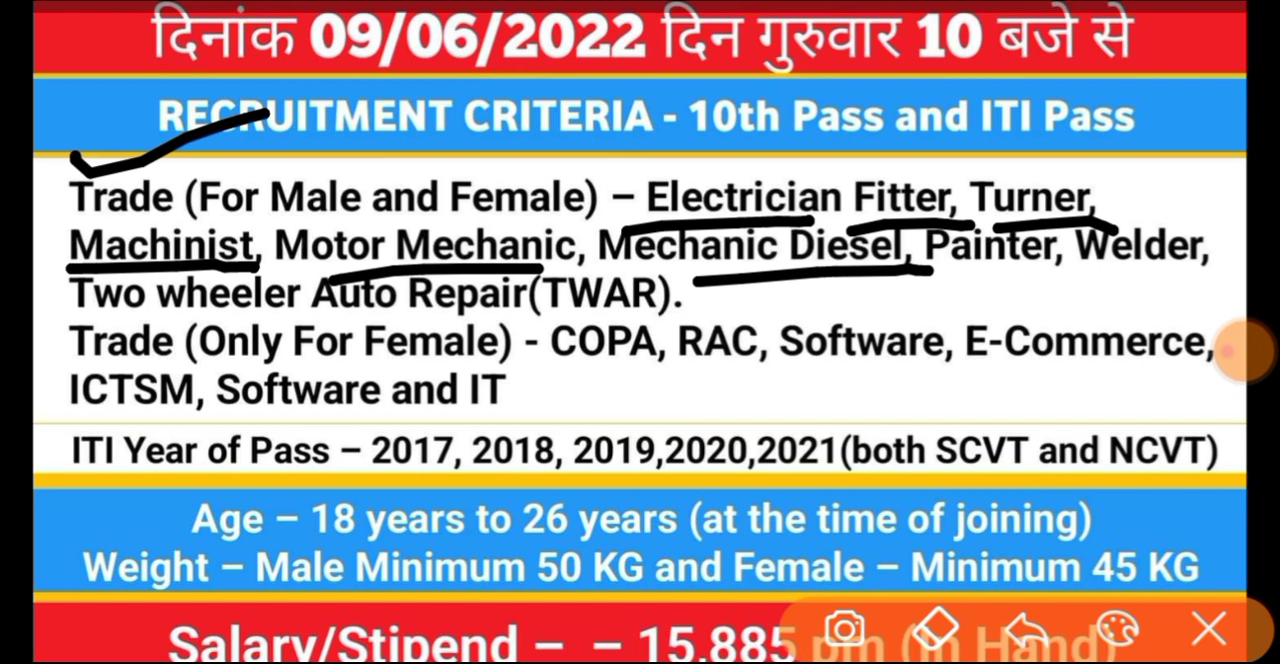 दिनांक 09/06/2022 दिन गुरुवार 10 बजे से
RECRUITMENT CRITERIA - 10th Pass and ITI Pass
Trade (For Male and Female) – Electrician Fitter, Turner,
Machinist, Motor Mechanic, Mechanic Diesel, Painter, Welder,
Two wheeler Auto Repair(TWAR).
Trade (Only For Female) - COPA, RAC, Software, E-Commerce,
ICTSM, Software and IT
ITI Year of Pass – 2017, 2018, 2019,2020,2021(both SCVT and NCVT)
Age – 18 years to 26 years (at the time of joining)
Weight – Male Minimum 50 KG and Female – Minimum 45 KG
Salary/Stipend – – 15,885 pm (In Hand)